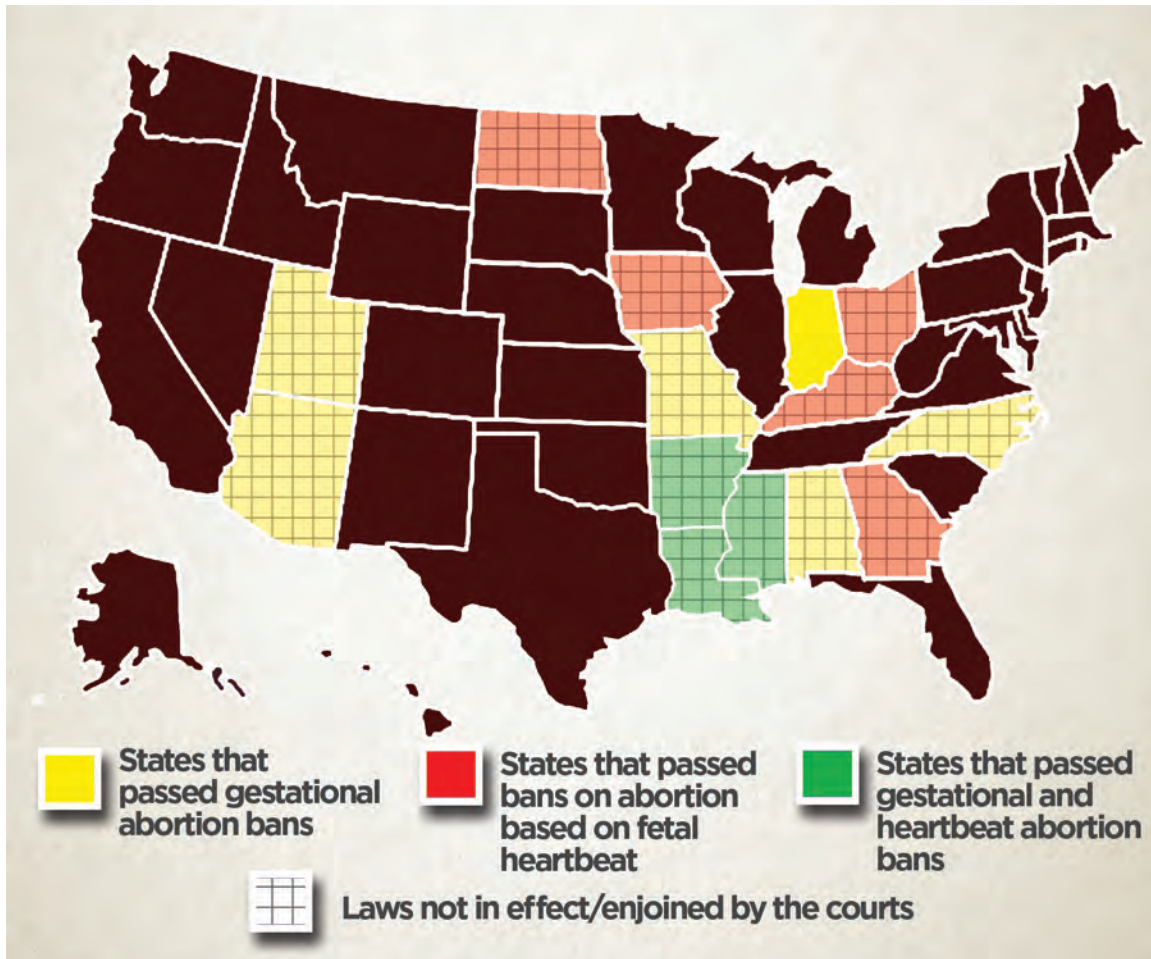 States that
passed gestational
abortion bans
States that passed
bans on abortion
based on fetal
heartbeat
States that passed
gestational and
heartbeat abortion
bans
Laws not in effect/enjoined by the courts